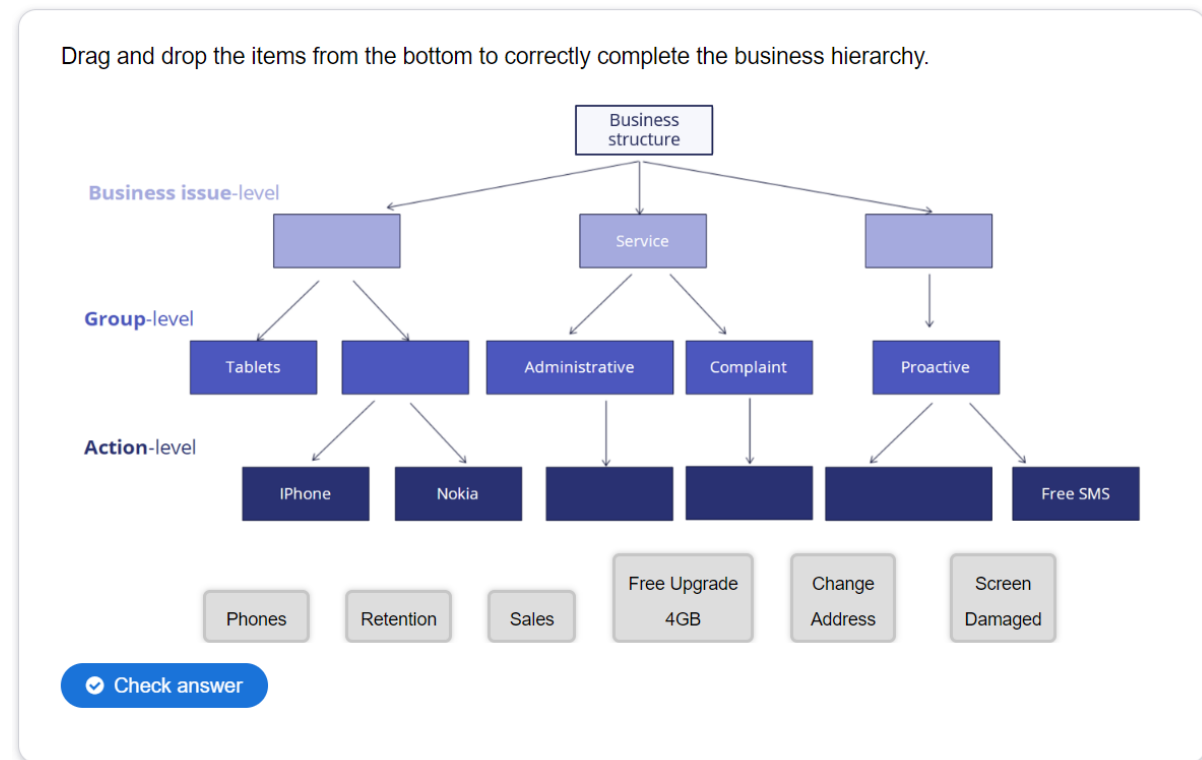 Drag and drop the items from the bottom to correctly complete the business hierarchy.
Business
structure
Business issue-level
Service
Group-level
Tablets
Administrative
Complaint
Proactive
Action-level
IPhone
Nokia
Free SMS
Phones
Retention
Sales
Free Upgrade
4GB
Change
Address
Screen
Damaged
Check answer